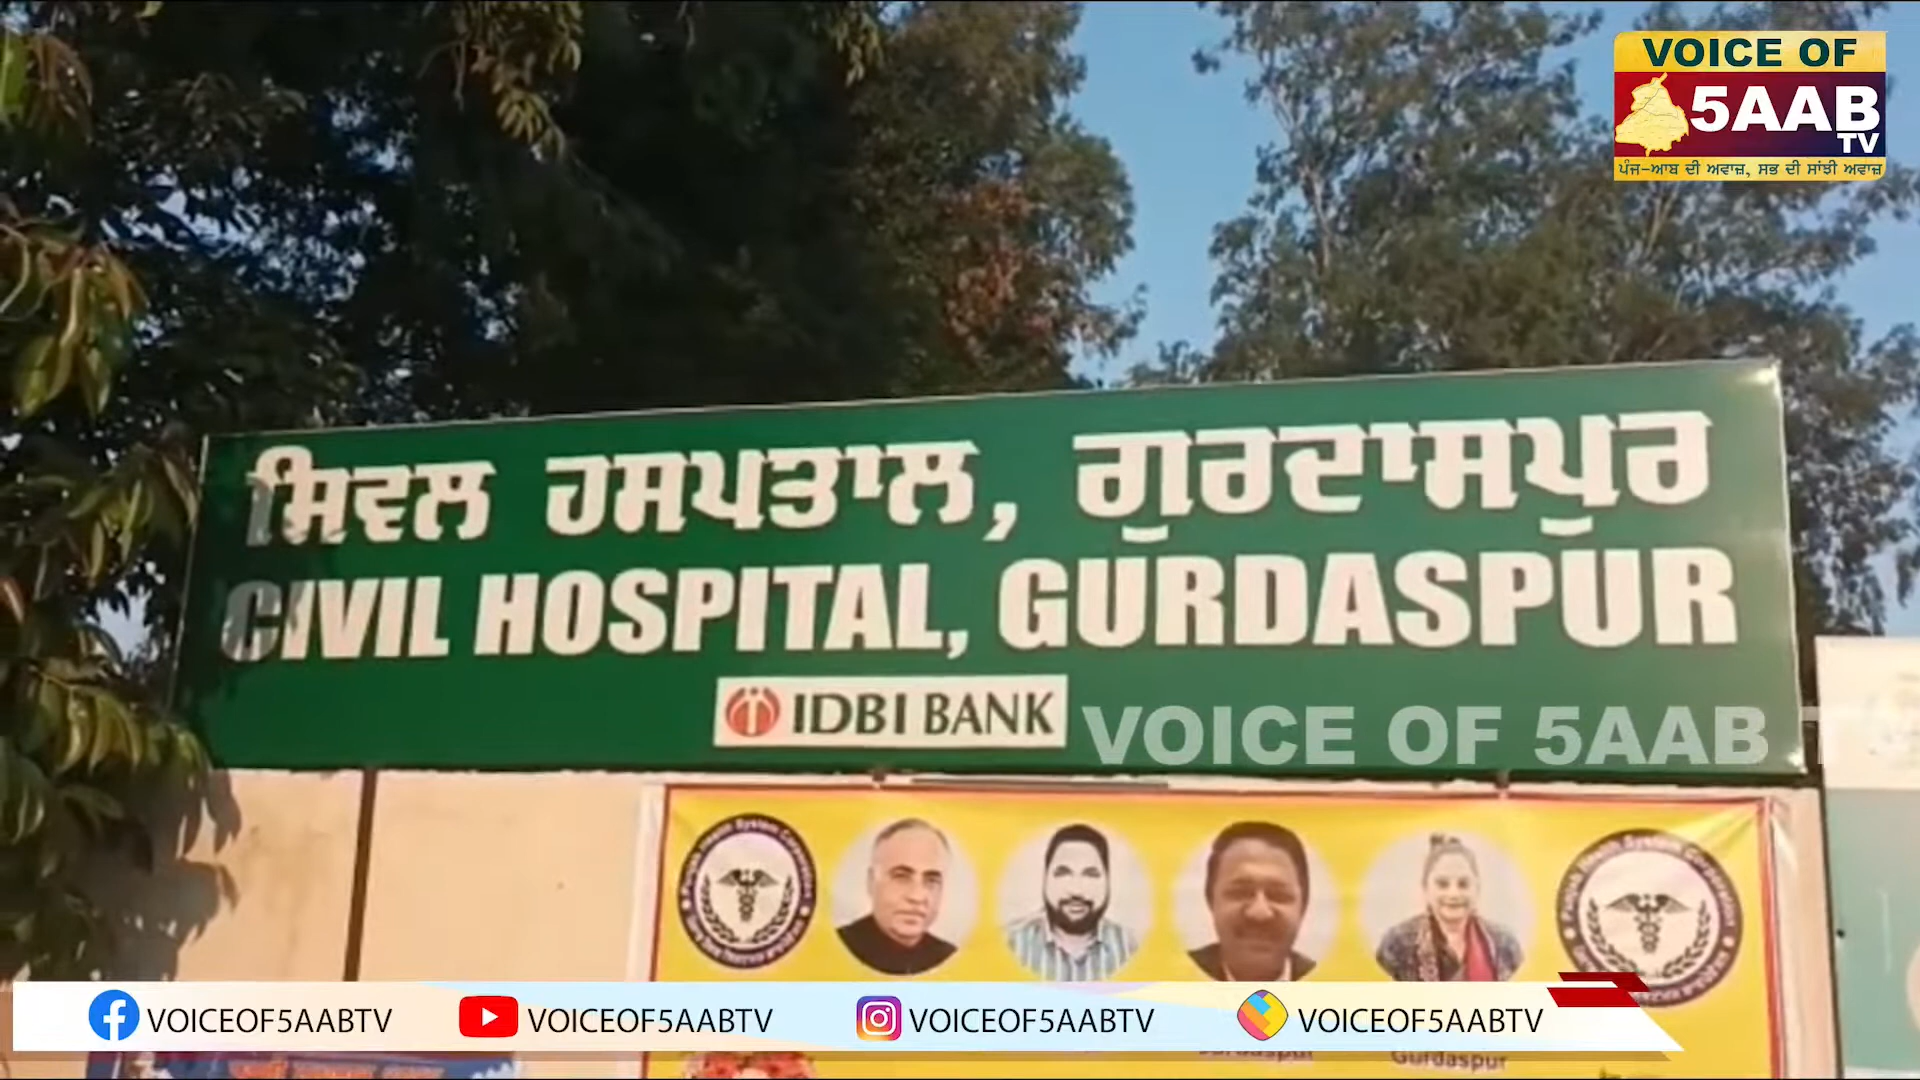 VOICE OF
5AAB
TV
ਪੰਜ-ਆਬ ਦੀ ਅਵਾਜ਼, ਸਭ ਦੀ ਸਾਂਝੀ ਅਵਾਜ਼
ਸਿਵਲ ਹਸਪਤਾਲ, ਗੁਰਦਾਸਪੁਰ
CIVIL HOSPITAL, GURDASPUR
IDBI BANK
VOICE OF 5AAB
VOICEOF5AABTV VOICEOF5AABTV VOICEOF5AABTV VOICEOF5AABTV
Gurdaspur